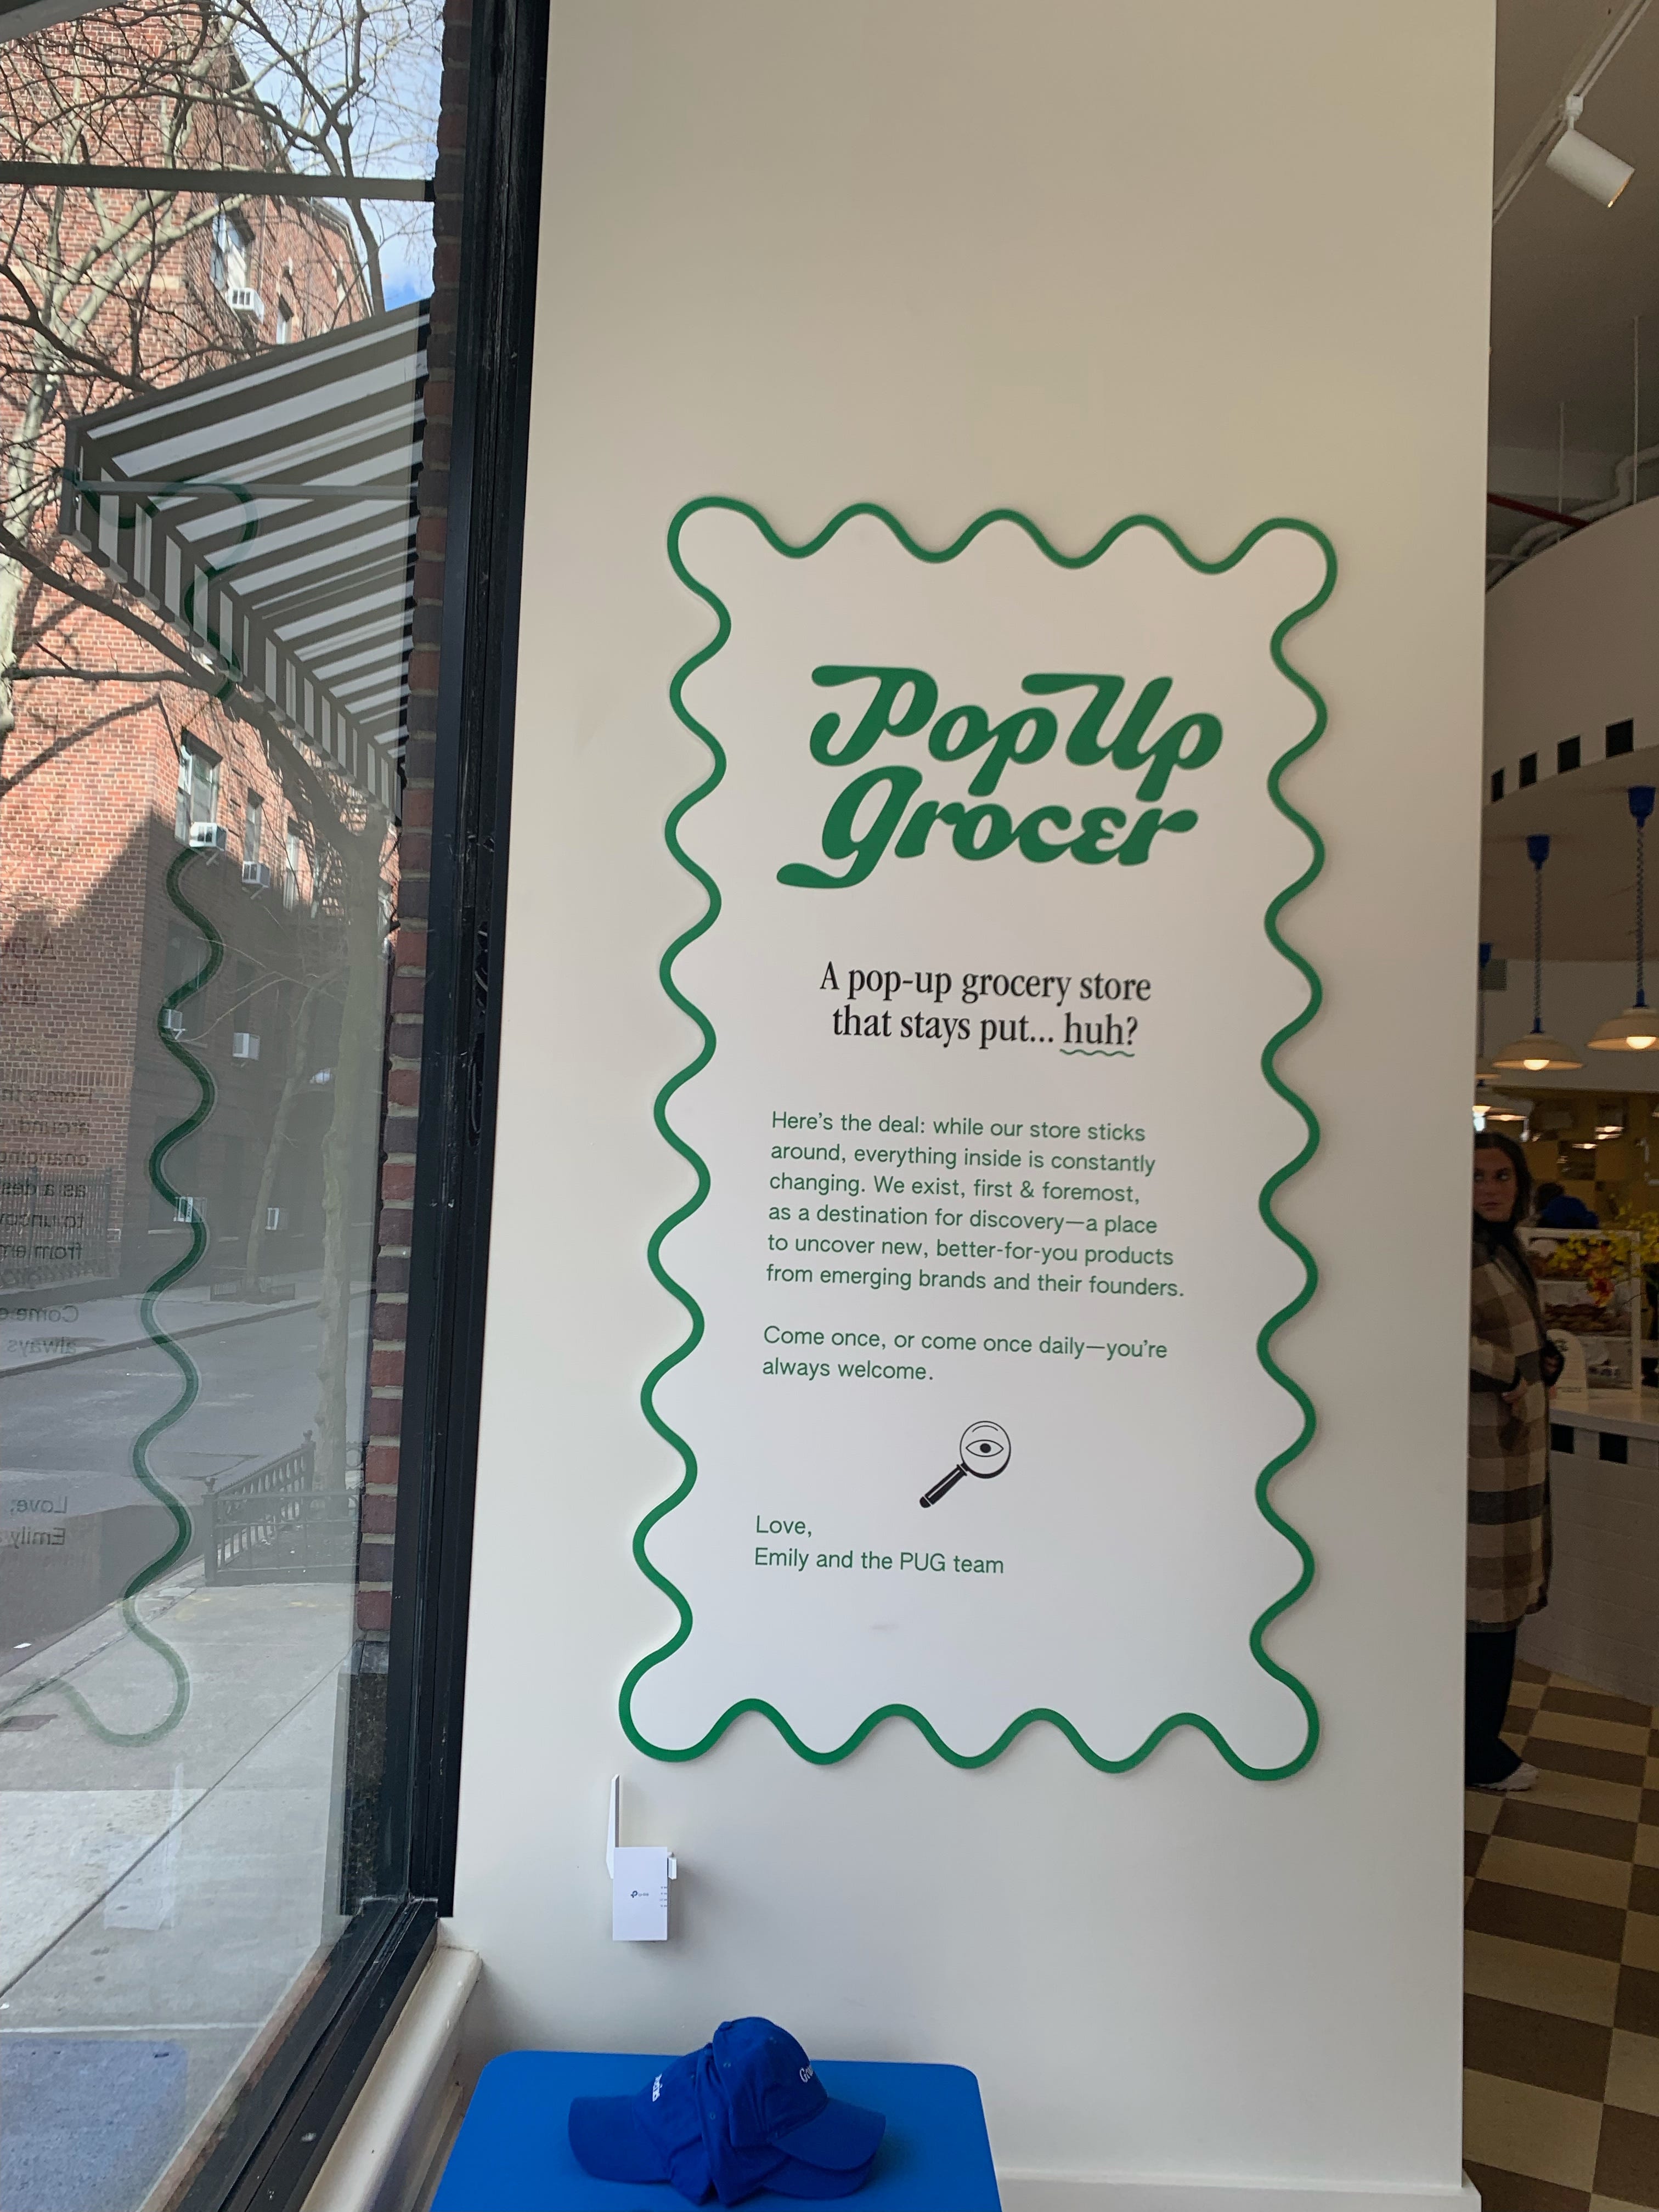 PopUp
Grocer
A pop-up grocery store
that stays put... huh?
Here's the deal: while our store sticks
around, everything inside is constantly
changing. We exist, first & foremost,
as a destination for discovery—a place
to uncover new, better-for-you products
from emerging brands and their founders.
Come once, or come once daily—you're
always welcome.
Love,
Emily and the PUG team